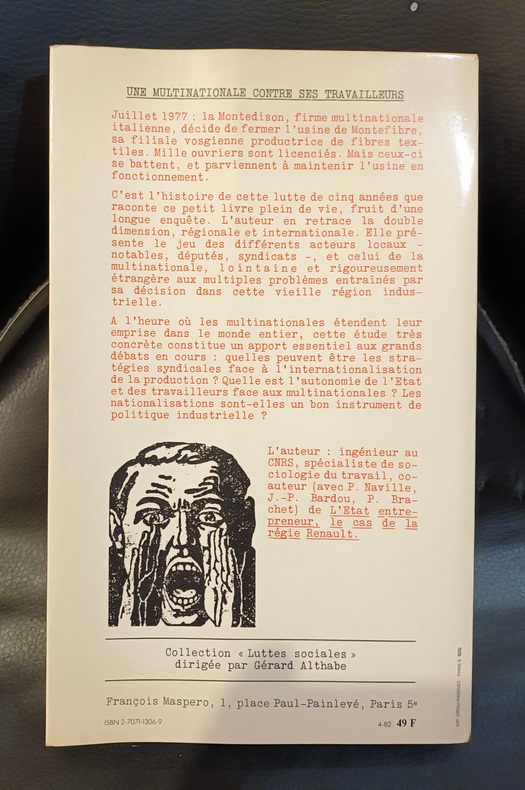 UNE MULTINATIONALE CONTRE SES TRAVAILLEURS
Juillet 1977 : la Montedison, firme multinationale
italienne, décide de fermer l'usine de Montefibre,
sa filiale vosgienne productrice de fibres tex-
tiles. Mille ouvriers sont licenciés. Mais ceux-ci
se battent, et parviennent à maintenir l'usine en
fonctionnement.
C'est l'histoire de cette lutte de cinq années que
raconte ce petit livre plein de vie, fruit d'une
longue enquête. L'auteur en retrace la double
dimension, régionale et internationale. Elle pré-
sente le jeu des différents acteurs locaux -
notables, députés, syndicats -, et celui de la
multinationale, lointaine et rigoureusement
étrangère aux multiples problèmes entraînés par
sa décision dans cette vieille région indus-
trielle.
A l'heure où les multinationales étendent leur
emprise dans le monde entier, cette étude très
concrète constitue un apport essentiel aux grands
débats en cours : quelles peuvent être les stra-
tégies syndicales face à l'internationalisation
de la production ? Quelle est l'autonomie de l'Etat
et des travailleurs face aux multinationales ? Les
nationalisations sont-elles un bon instrument de
politique industrielle ?
L'auteur : ingénieur au
CNRS, spécialiste de so-
ciologie du travail, co-
auteur (avec P. Naville,
J.-P. Bardou, P. Bra-
chet) de L'Etat entre-
preneur, le cas de la
régie Renault.
Collection « Luttes sociales »
dirigée par Gérard Althabe
François Maspero, 1, place Paul-Painlevé, Paris 5e
ISBN 2-7071-1306-9
4-82 49 F